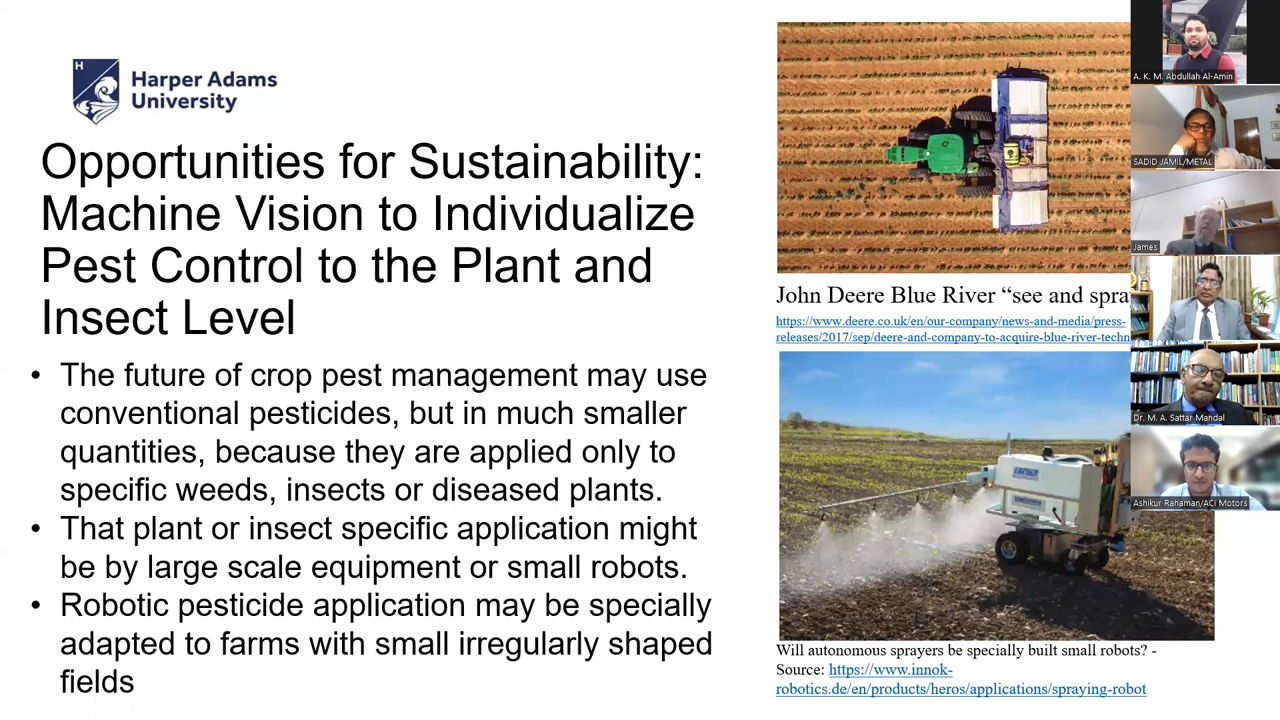 H
Harper Adams
University
Opportunities for Sustainability:
Machine Vision to Individualize
Pest Control to the Plant and
Insect Level
• The future of crop pest management may use
conventional pesticides, but in much smaller
quantities, because they are applied only to
specific weeds, insects or diseased plants.
• That plant or insect specific application might
be by large scale equipment or small robots.
• Robotic pesticide application may be specially
adapted to farms with small irregularly shaped
fields
John Deere Blue River “see and spra
https://www.deere.co.uk/en/our-company/news-and-media/press-
releases/2017/sep/deere-and-company-to-acquire-blue-river-techn
Will autonomous sprayers be specially built small robots? -
Source: https://www.innok-
robotics.de/en/products/heros/applications/spraying-robot
A. K. M. Abdullah Al-Amin
SADID JAMIL/METAL
James
Dr. M. A. Sattar Mandal
Ashikur Rahaman/ACI Motors